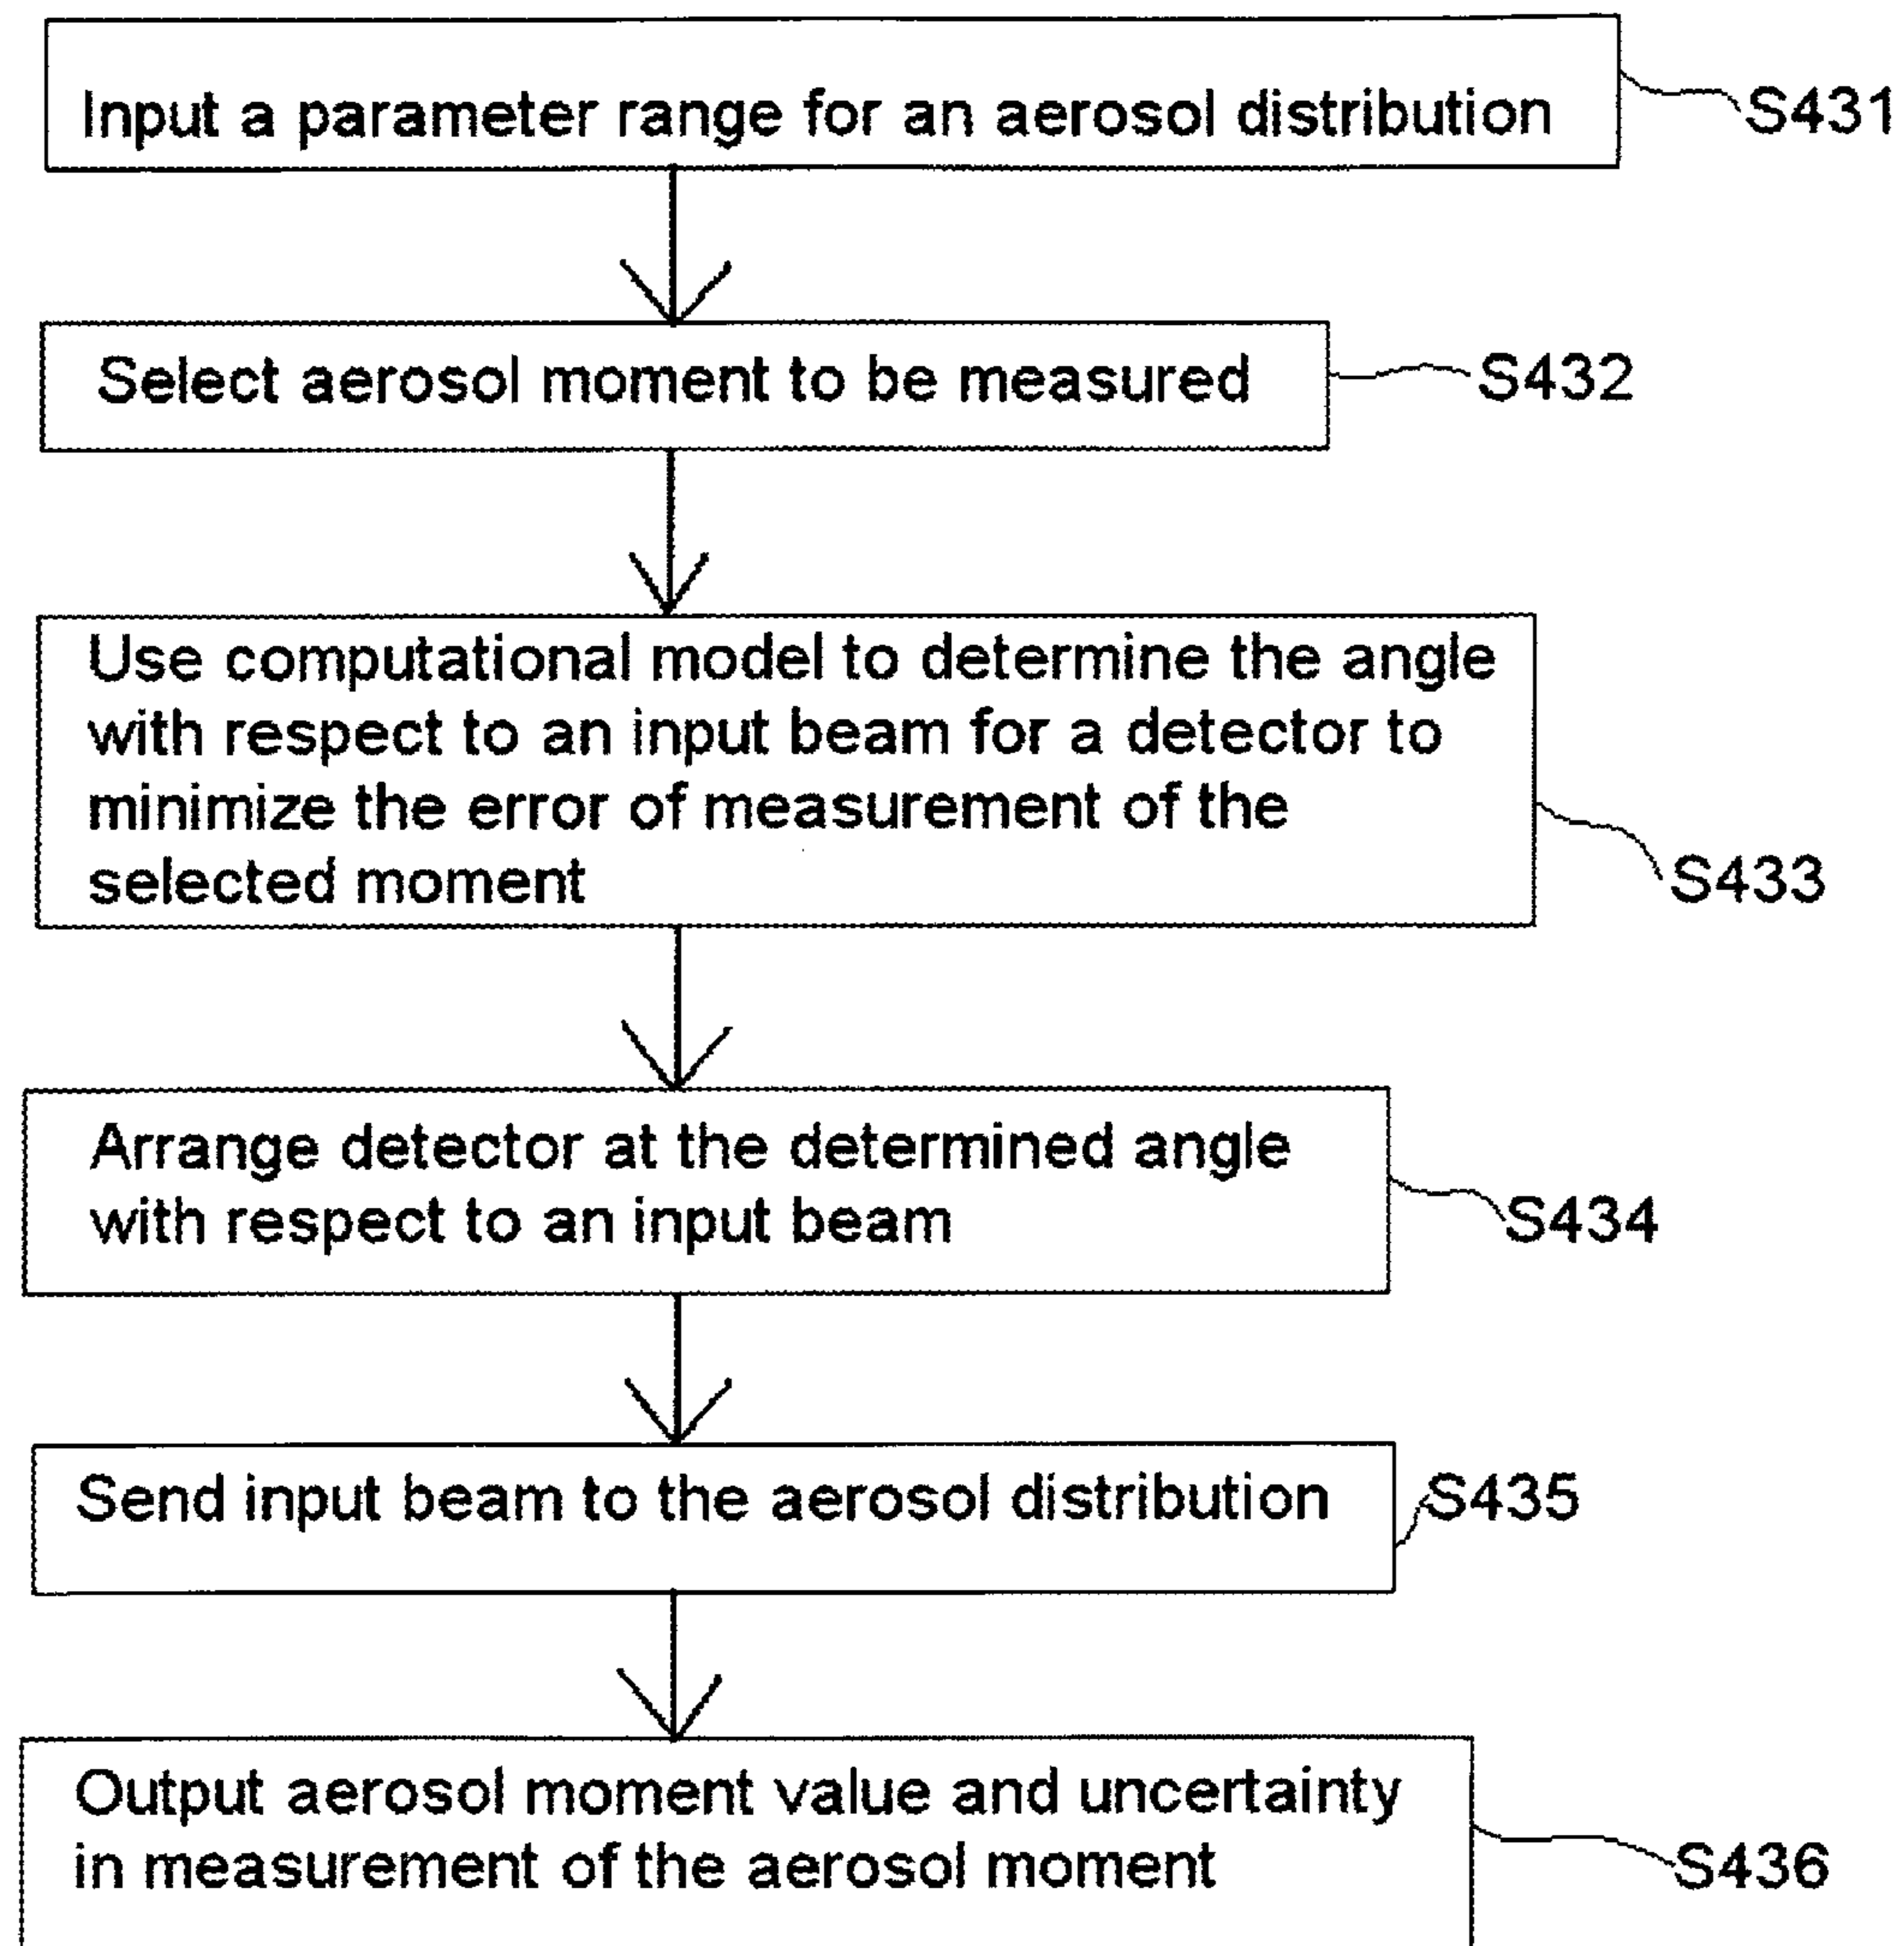 Input a parameter range for an aerosol distribution
S431
Select aerosol moment to be measured
S432
Use computational model to determine the angle
with respect to an input beam for a detector to
minimize the error of measurement of the
selected moment
S433
Arrange detector at the determined angle
with respect to an input beam
S434
Send input beam to the aerosol distribution
S435
Output aerosol moment value and uncertainty
in measurement of the aerosol moment
S436